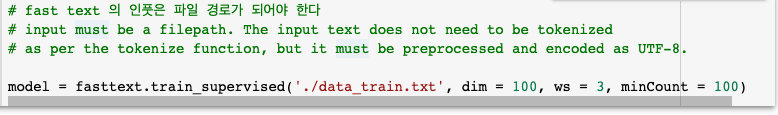 # fast text 의 인풋은 파일 경로가 되어야 한다
# input must be a filepath. The input text does not need to be tokenized
# as per the tokenize function, but it must be preprocessed and encoded as UTF-8.
model = fasttext.train_supervised('./data_train.txt', dim = 100, ws = 3, minCount = 100)